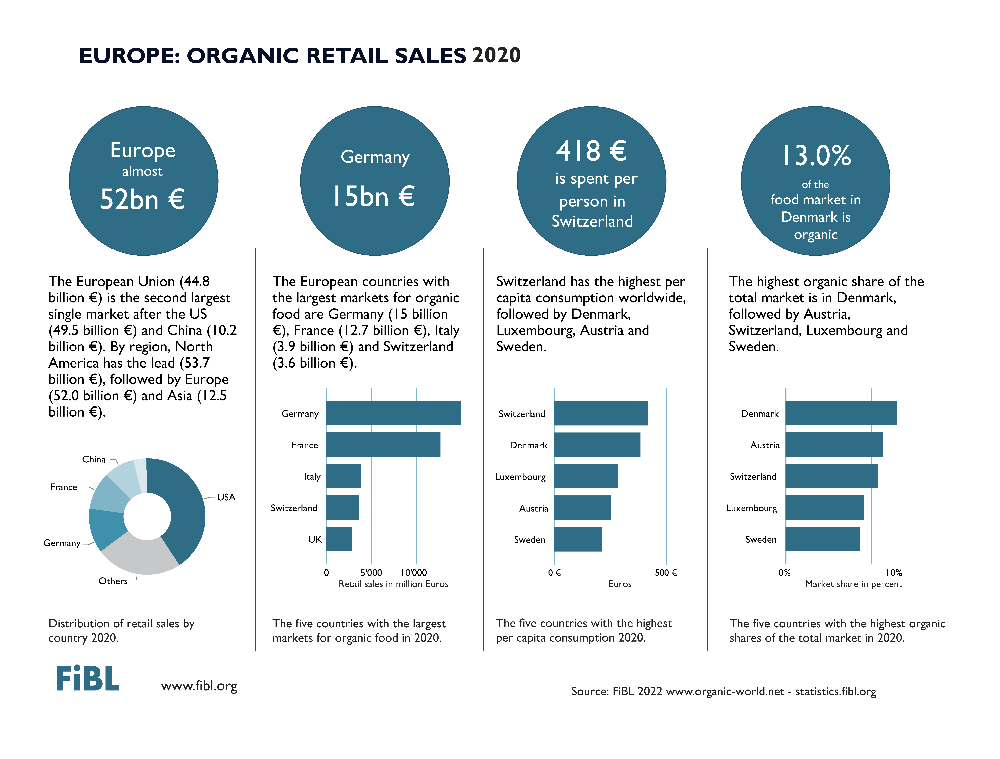 EUROPE: ORGANIC RETAIL SALES 2020
Europe
almost
52bn €
Germany
15bn €
418 €
is spent per
person in
Switzerland
13.0%
of the
food market in
Denmark is
organic
The European Union (44.8
billion €) is the second largest
single market after the US
(49.5 billion €) and China (10.2
billion €). By region, North
America has the lead (53.7
billion €), followed by Europe
(52.0 billion €) and Asia (12.5
billion €).
China
France
USA
Germany
Others
Distribution of retail sales by
country 2020.
The European countries with
the largest markets for organic
food are Germany (15 billion
€), France (12.7 billion €), Italy
(3.9 billion €) and Switzerland
(3.6 billion €).
Germany
France
Italy
Switzerland
UK
0 5'000 10'000
Retail sales in million Euros
The five countries with the largest
markets for organic food in 2020.
Switzerland has the highest per
capita consumption worldwide,
followed by Denmark,
Luxembourg, Austria and
Sweden.
Switzerland
Denmark
Luxembourg
Austria
Sweden
0 € 500 €
Euros
The five countries with the highest
per capita consumption 2020.
The highest organic share of the
total market is in Denmark,
followed by Austria,
Switzerland, Luxembourg and
Sweden.
Denmark
Austria
Switzerland
Luxembourg
Sweden
0% 10%
Market share in percent
The five countries with the highest organic
shares of the total market in 2020.
FiBL
www.fibl.org
Source: FiBL 2022 www.organic-world.net - statistics.fibl.org